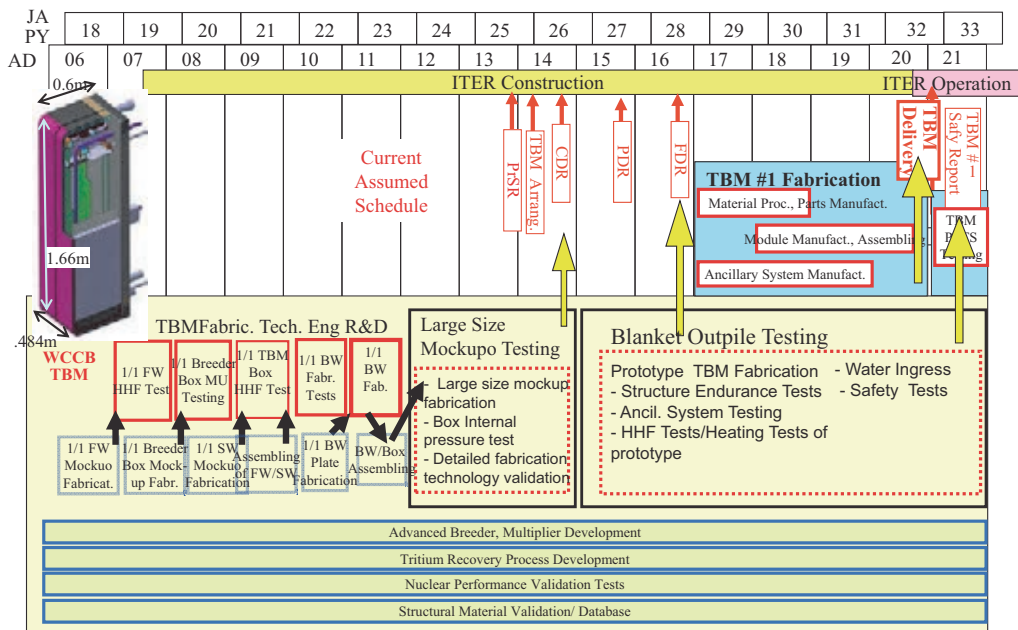 JA
PY
18 19 20 21 22 23 24 25 26 27 28 29 30 31 32 33
AD 06 07 08 09 10 11 12 13 14 15 16 17 18 19 20 21
ITER Construction
ITER Operation
0.6m
1.66m
.484m
Current
Assumed
Schedule
PrSR
TBM Arrang.
CDR
PDR
FDR
TBM
Delivery
TBM #1
Safy Report
TBM #1 Fabrication
Material Proc., Parts Manufact.
Module Manufact., Assembling
Ancillary System Manufact.
TBM
Testing
WCCB
TBM
TBMFabric. Tech. Eng R&D
1/1 FW
HHF Test
1/1 Breeder
Box MU
Testing
1/1 TBM
Box
HHF Test
1/1 BW
Fabr.
Tests
1/1
BW
Fab.
1/1 FW
Mockuo
Fabricat.
1/1 Breeder
Box Mock-
up Fabr.
1/1 SW
Mockuo
Fabrication
Assembling
of FW/SW
1/1 BW
Plate
Fabrication
BW/Box
Assembling
Large Size
Mockupo Testing
- Large size mockup
fabrication
- Box Internal
pressure test
- Detailed fabrication
technology validation
Blanket Outpile Testing
Prototype TBM Fabrication
- Structure Endurance Tests
- Ancil. System Testing
- HHF Tests/Heating Tests of
prototype
- Water Ingress
- Safety Tests
Advanced Breeder, Multiplier Development
Tritium Recovery Process Development
Nuclear Performance Validation Tests
Structural Material Validation/ Database